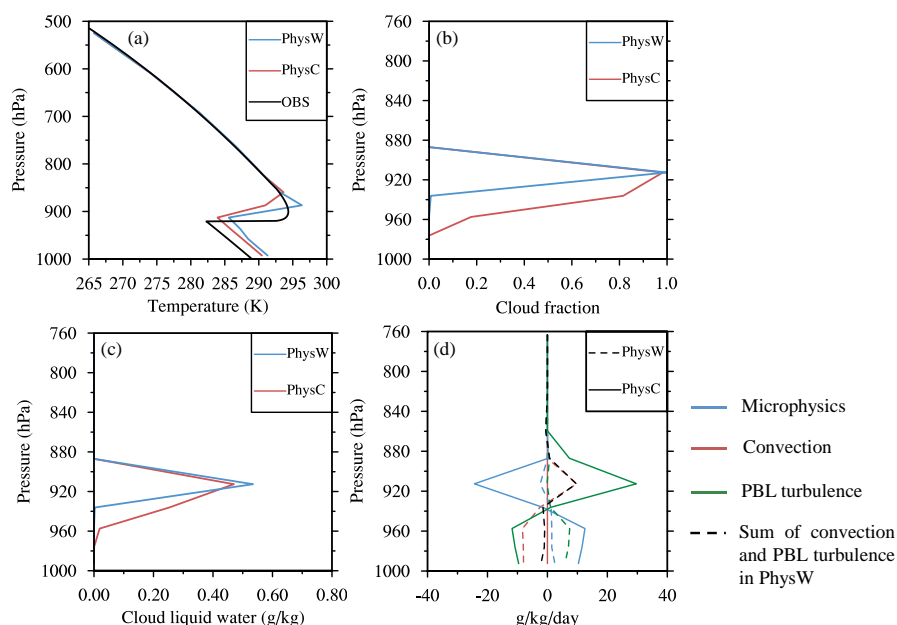 (a)
PhysW
PhysC
OBS
500
600
700
800
900
1000
Pressure (hPa)
265 270 275 280 285 290 295 300
Temperature (K)
(b)
PhysW
PhysC
760
800
840
880
920
960
1000
Pressure (hPa)
0.0 0.2 0.4 0.6 0.8 1.0
Cloud fraction
(c)
PhysW
PhysC
760
800
840
880
920
960
1000
Pressure (hPa)
0.00 0.20 0.40 0.60 0.80
Cloud liquid water (g/kg)
(d)
PhysW
PhysC
760
800
840
880
920
960
1000
Pressure (hPa)
-40 -20 0 20 40
g/kg/day
Microphysics
Convection
PBL turbulence
Sum of convection
and PBL turbulence
in PhysW